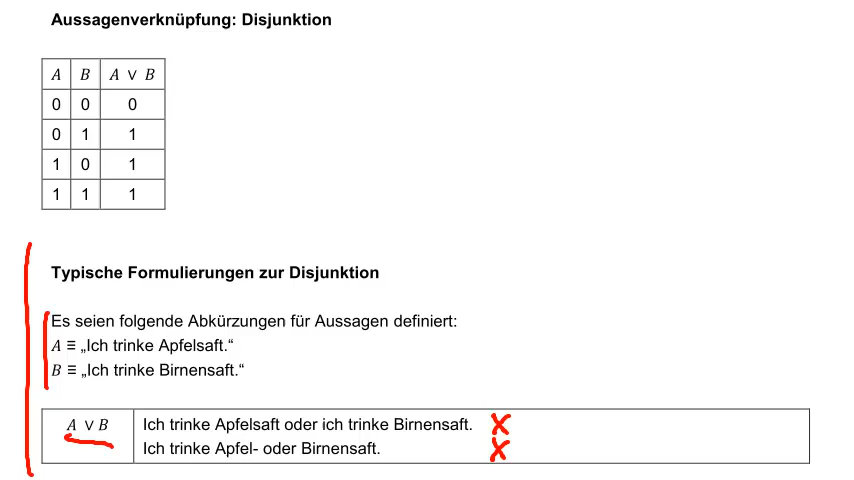 Aussagenverknüpfung: Disjunktion
A B A ∨ B
0 0 0
0 1 1
1 0 1
1 1 1
Typische Formulierungen zur Disjunktion
Es seien folgende Abkürzungen für Aussagen definiert:
A ≡ „Ich trinke Apfelsaft.“
B ≡ „Ich trinke Birnensaft.“
A ∨ B Ich trinke Apfelsaft oder ich trinke Birnensaft.
Ich trinke Apfel- oder Birnensaft.